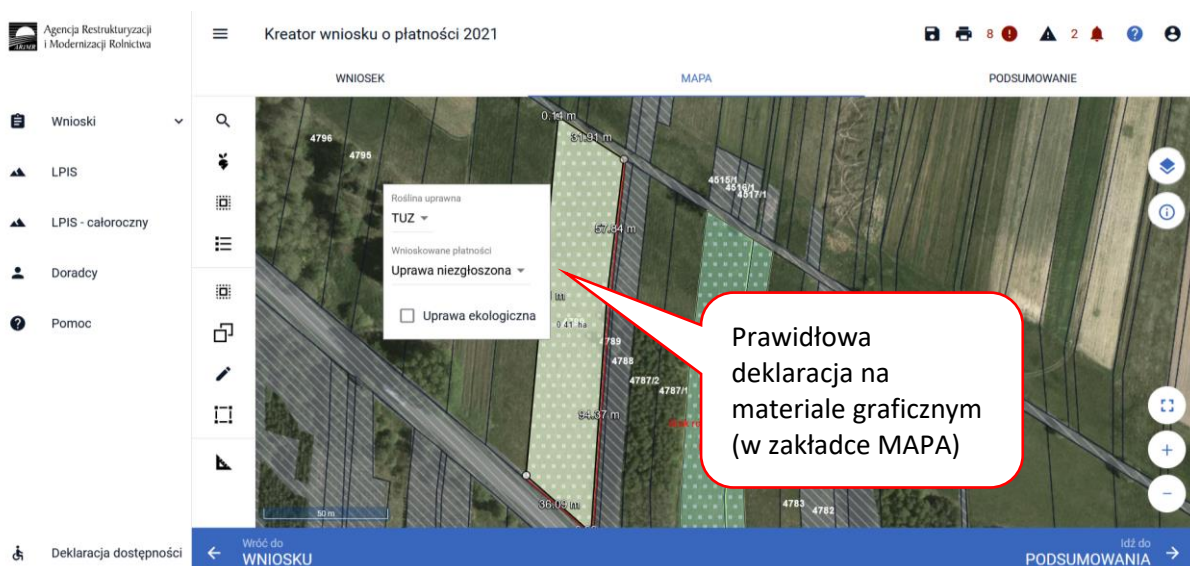 ARiMR
Agencja Restrukturyzacji
i Modernizacji Rolnictwa
Kreator wniosku o płatności 2021
8
2
WNIOSEK
MAPA
PODSUMOWANIE
Wnioski
LPIS
LPIS - całoroczny
Doradcy
Pomoc
Deklaracja dostępności
4796
4795
0.14 m
31.91 m
4515/1
4516/1
4517/1
57.84 m
Roślina uprawna
TUZ
Wnioskowane płatności
Uprawa niezgłoszona
Uprawa ekologiczna
0.41 ha
4789
4788
4787/2
4787/1
94.37 m
36.09 m
4783
4782
50 m
Prawidłowa
deklaracja na
materiale graficznym
(w zakładce MAPA)
Wróć do
WNIOSKU
Idź do
PODSUMOWANIA